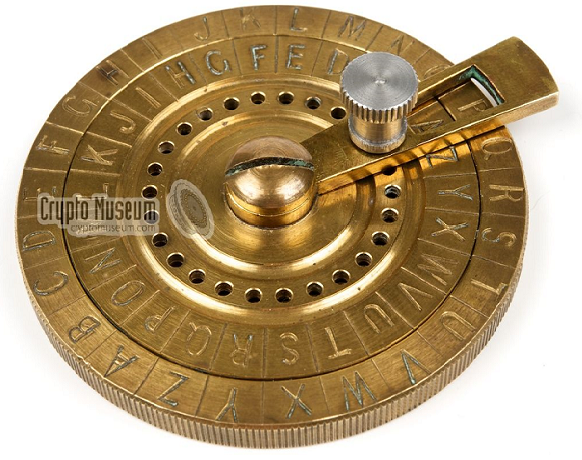 A B C D E F G H I J K L M N P Q R S T U V W X Y Z
L K J I H G F E D A Z Y X W V U T S R Q P O N
Crypto Museum
cryptomuseum.com